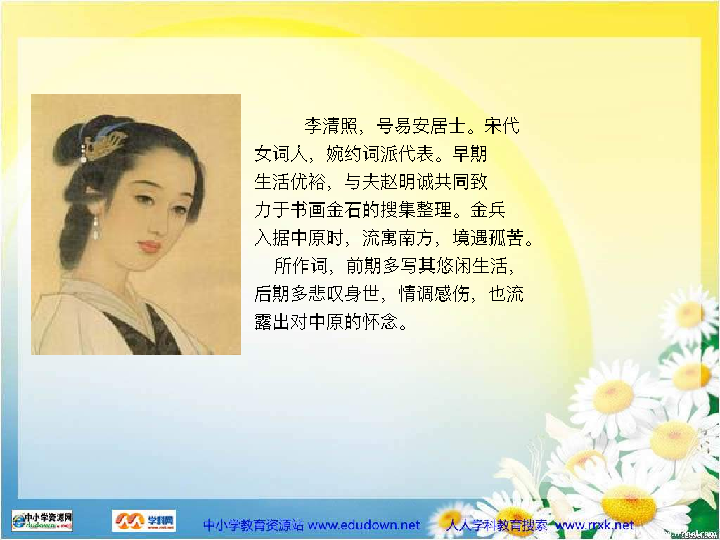 李清照，号易安居士。宋代
女词人，婉约词派代表。早期
生活优裕，与夫赵明诚共同致
力于书画金石的搜集整理。金兵
入据中原时，流寓南方，境遇孤苦。
所作词，前期多写其悠闲生活，
后期多悲叹身世，情调感伤，也流
露出对中原的怀念。
中小学资源网
学科网
中小学教育资源站 www.edudown.net 人人学科教育搜索 www.rrxk.net